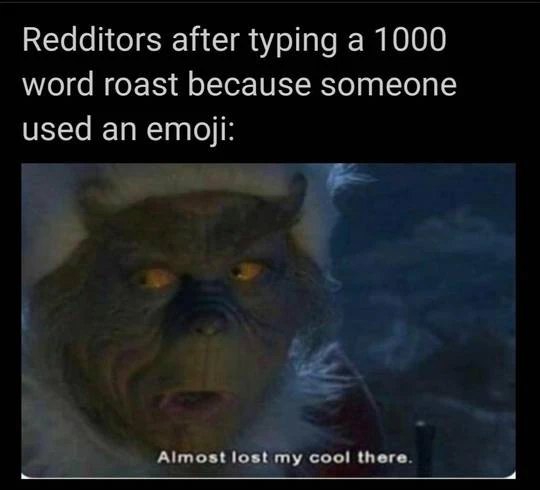 Redditors after typing a 1000
word roast because someone
used an emoji:
Almost lost my cool there.